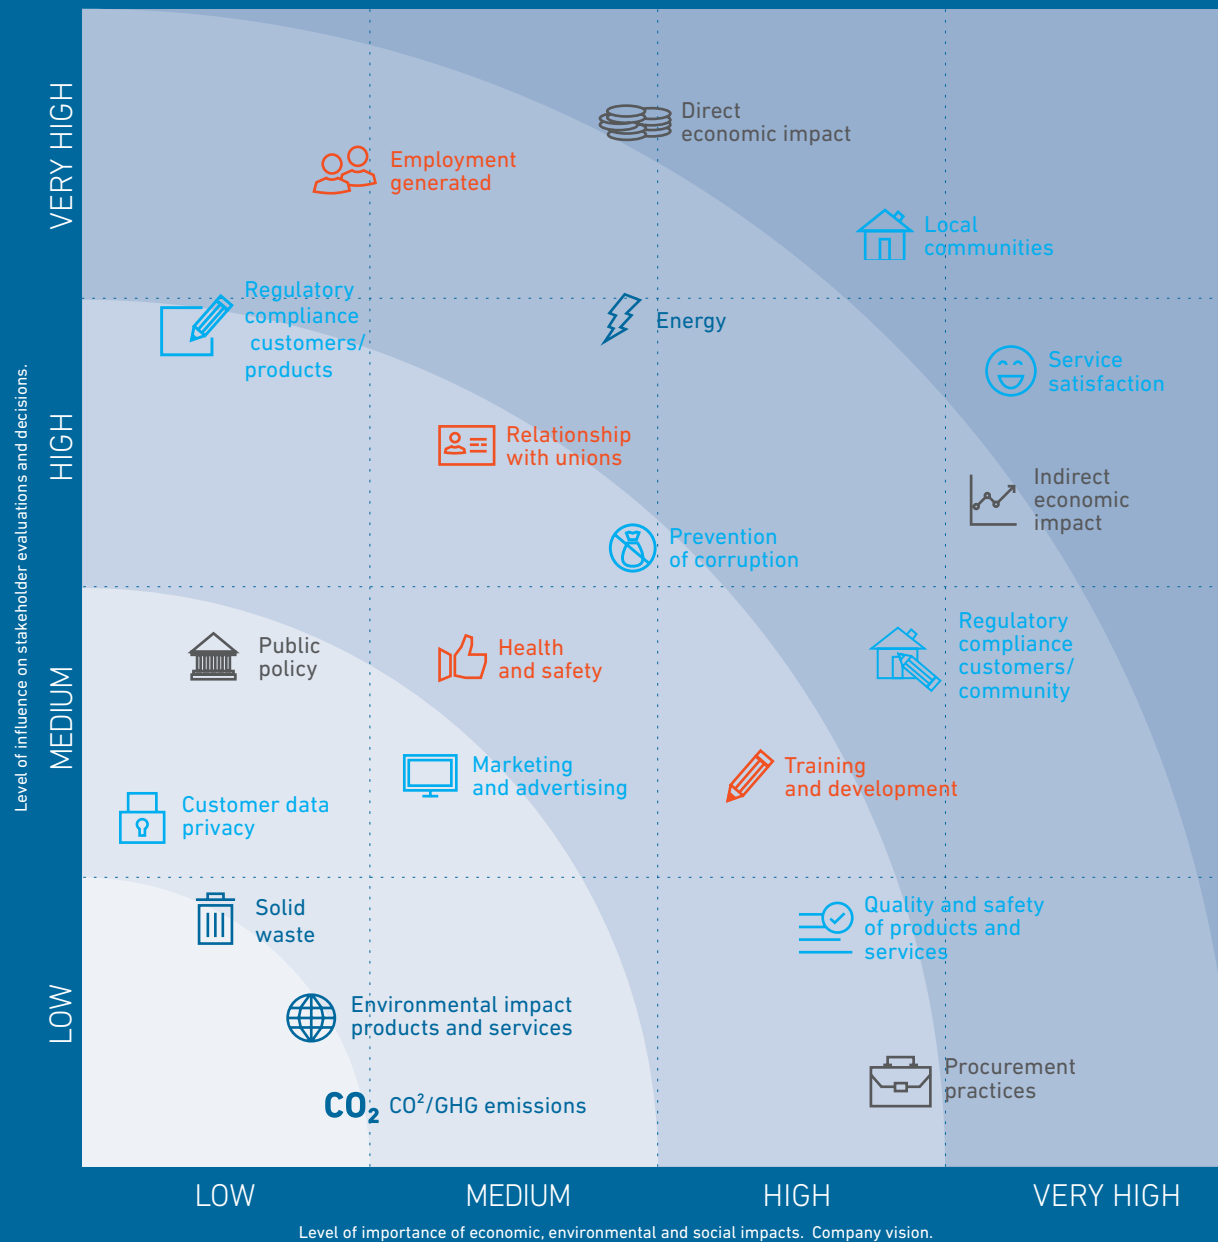 Level of influence on stakeholder evaluations and decisions.
VERY HIGH
HIGH
MEDIUM
LOW
Direct
economic impact
Employment
generated
Local
communities
Regulatory
compliance
customers/
products
Energy
Service
satisfaction
Relationship
with unions
Indirect
economic
impact
Prevention
of corruption
Public
policy
Health
and safety
Regulatory
compliance
customers/
community
Marketing
and advertising
Training
and development
Customer data
privacy
Solid
waste
Quality and safety
of products and
services
Environmental impact
products and services
Procurement
practices
CO₂ CO²/GHG emissions
LOW MEDIUM HIGH VERY HIGH
Level of importance of economic, environmental and social impacts. Company vision.